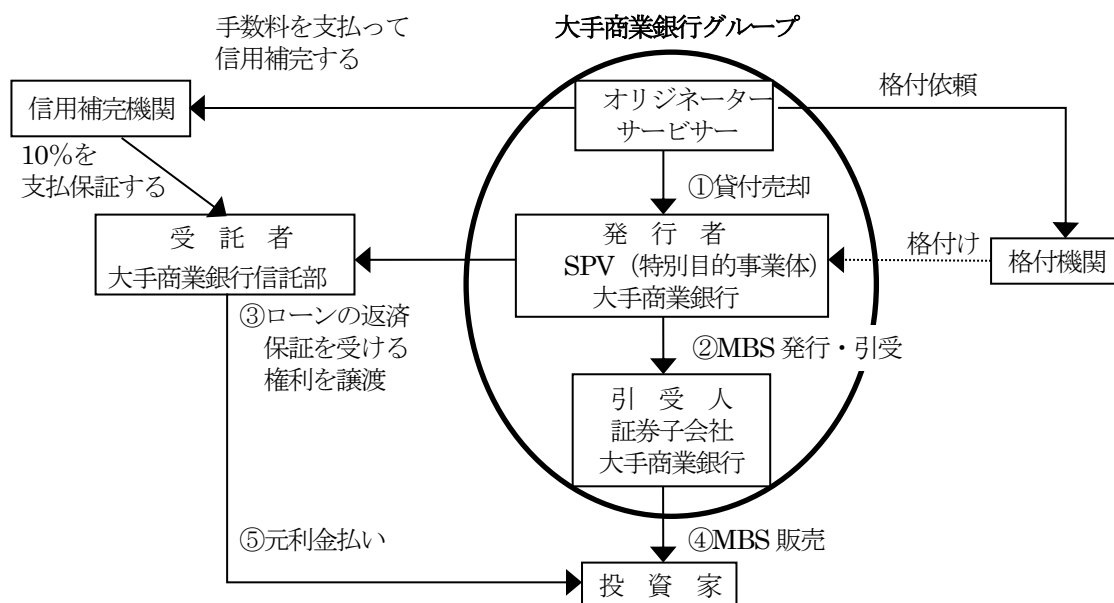 手数料を支払って
信用補完する
大手商業銀行グループ
信用補完機関
オリジネーター
サービサー
格付依頼
10%を
支払保証する
①貸付売却
受 託 者
大手商業銀行信託部
発 行 者
SPV（特別目的事業体）
大手商業銀行
格付け
格付機関
③ローンの返済
保証を受ける
権利を譲渡
②MBS 発行・引受
引 受 人
証券子会社
大手商業銀行
⑤元利金払い
④MBS 販売
投 資 家